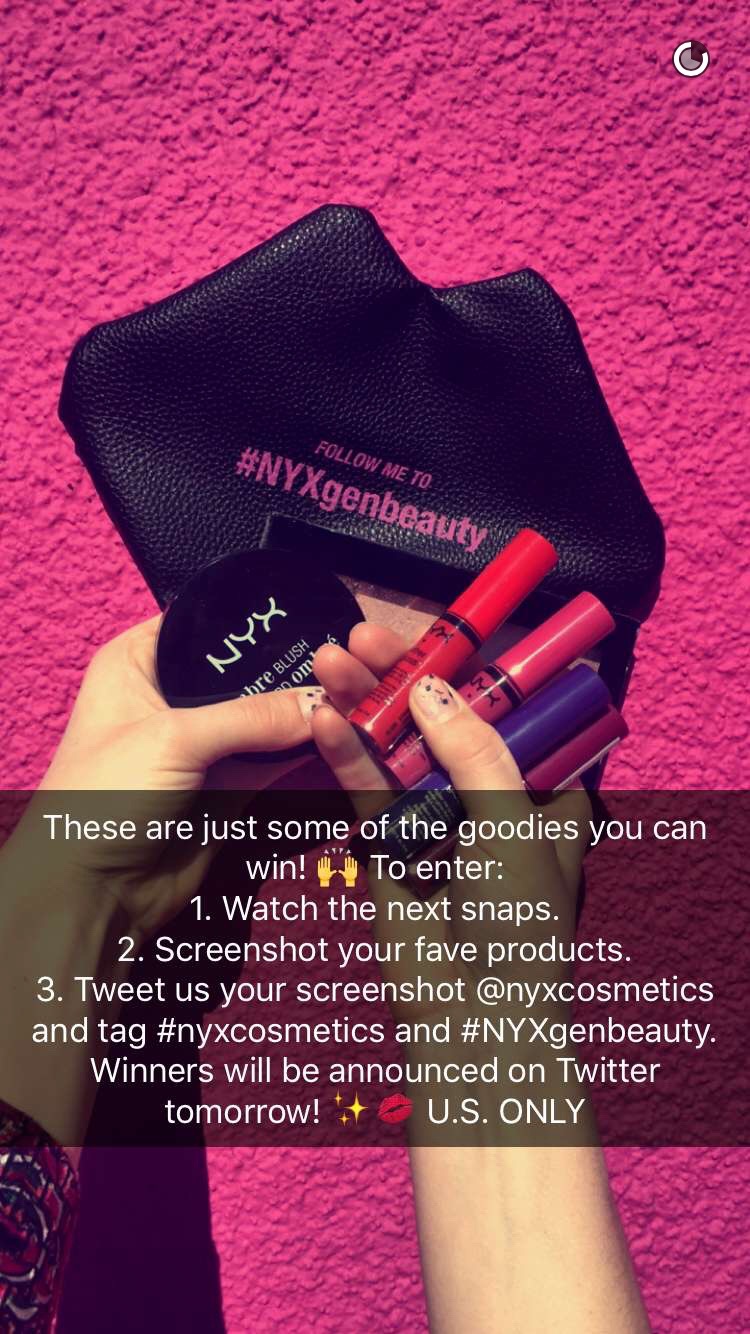 FOLLOW ME TO
#NYXgenbeauty
NYX
BLUSH
NYX
These are just some of the goodies you can
win! 🙌 To enter:
1. Watch the next snaps.
2. Screenshot your fave products.
3. Tweet us your screenshot @nyxcosmetics
and tag #nyxcosmetics and #NYXgenbeauty.
Winners will be announced on Twitter
tomorrow! ✨💋 U.S. ONLY